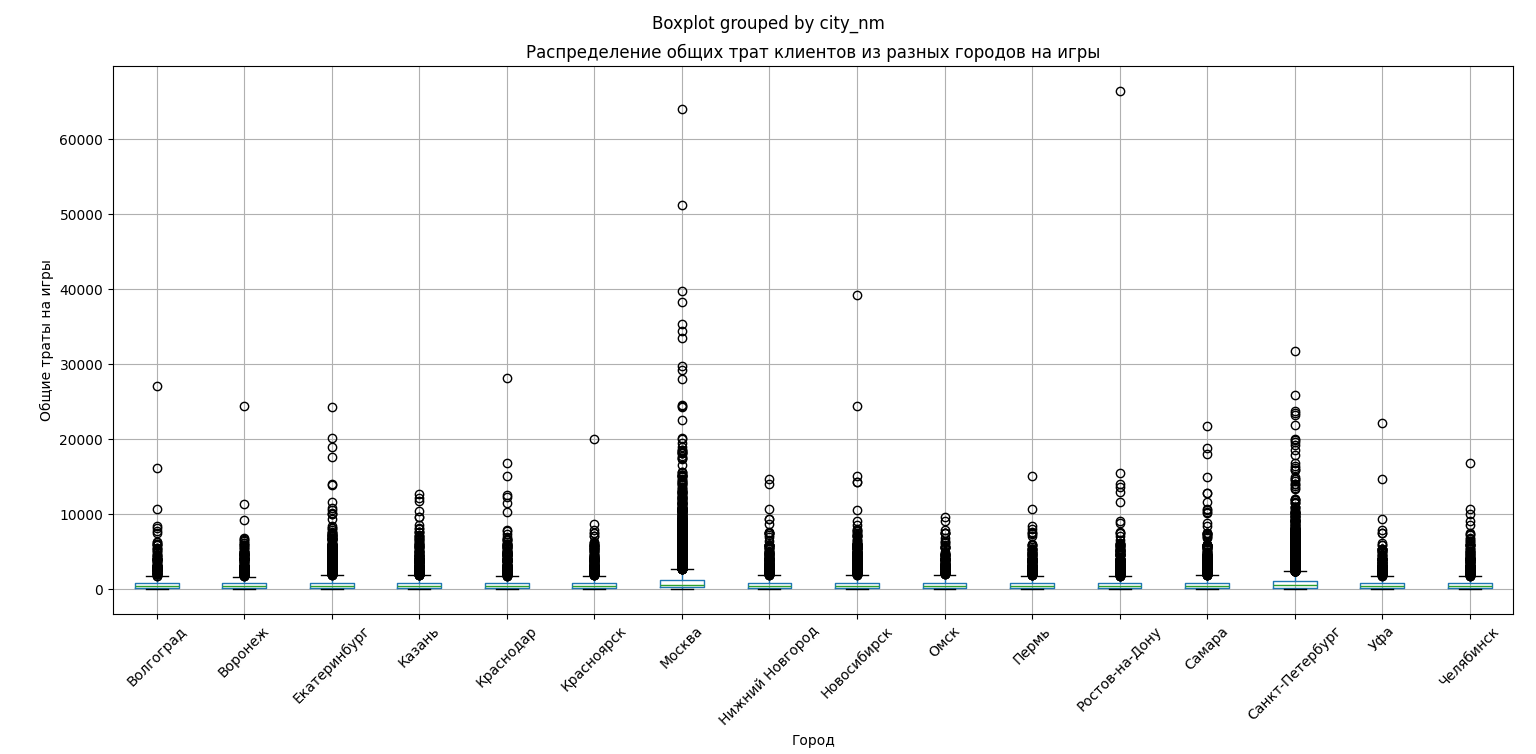 Boxplot grouped by city_nm
Распределение общих трат клиентов из разных городов на игры
Общие траты на игры
60000
50000
40000
30000
20000
10000
0
Волгоград
Воронеж
Екатеринбург
Казань
Краснодар
Красноярск
Москва
Нижний Новгород
Новосибирск
Омск
Пермь
Ростов-на-Дону
Самара
Санкт-Петербург
Уфа
Челябинск
Город